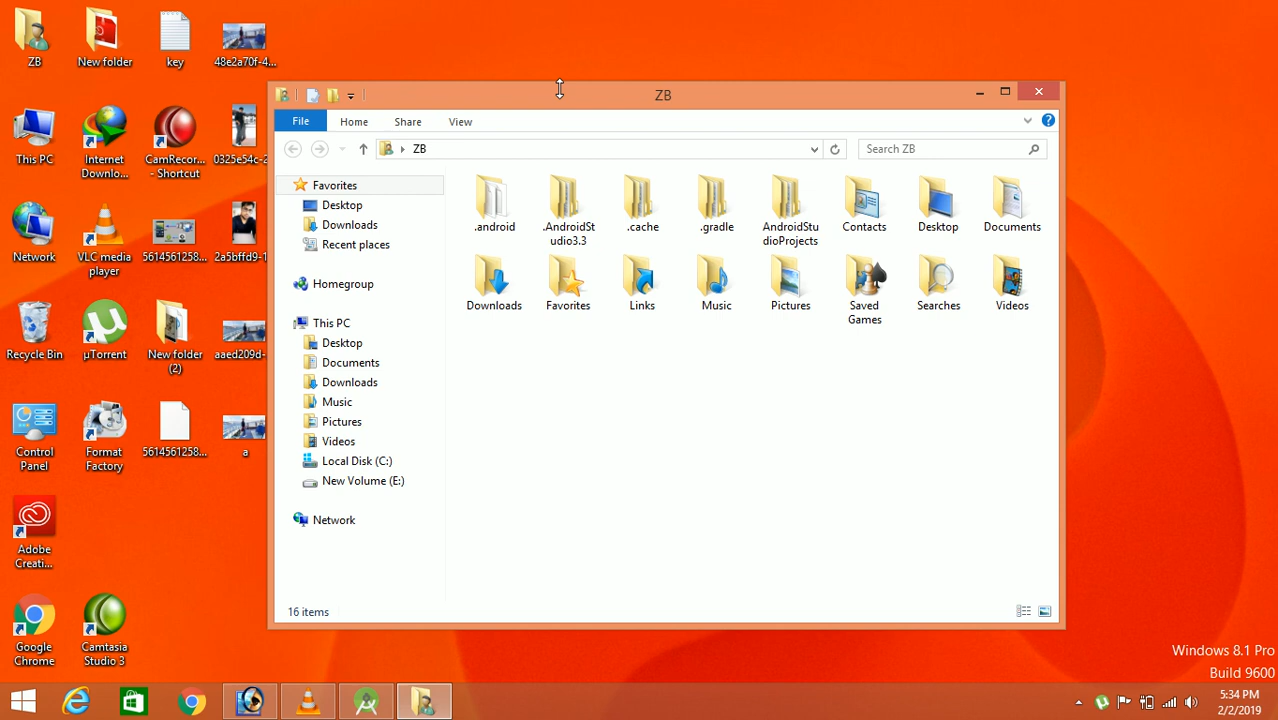 ZB
New folder
key
48e2a70f-4...
This PC
Internet
Downlo...
CamRecor...
- Shortcut
0325e54c-2
Network
VLC media
player
5614561258...
2a5bffd9-1
Recycle Bin
µTorrent
New folder
(2)
aaed209d-
Control
Panel
Format
Factory
5614561258...
a
Adobe
Creati...
Google
Chrome
Camtasia
Studio 3
ZB
File
Home
Share
View
ZB
Search ZB
Favorites
Desktop
Downloads
Recent places
Homegroup
This PC
Desktop
Documents
Downloads
Music
Pictures
Videos
Local Disk (C:)
New Volume (E:)
Network
.android
.AndroidSt
udio3.3
.cache
.gradle
AndroidStu
dioProjects
Contacts
Desktop
Documents
Downloads
Favorites
Links
Music
Pictures
Saved
Games
Searches
Videos
16 items
Windows 8.1 Pro
Build 9600
5:34 PM
2/2/2019